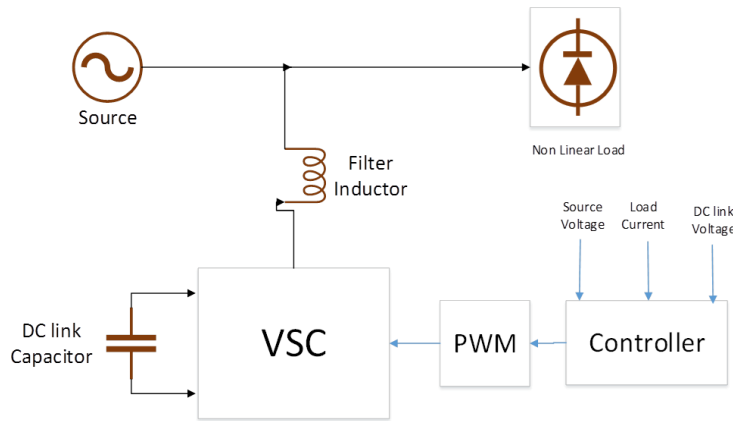 Source
Non Linear Load
Filter
Inductor
Source
Voltage
Load
Current
DC link
Voltage
DC link
Capacitor
VSC
PWM
Controller